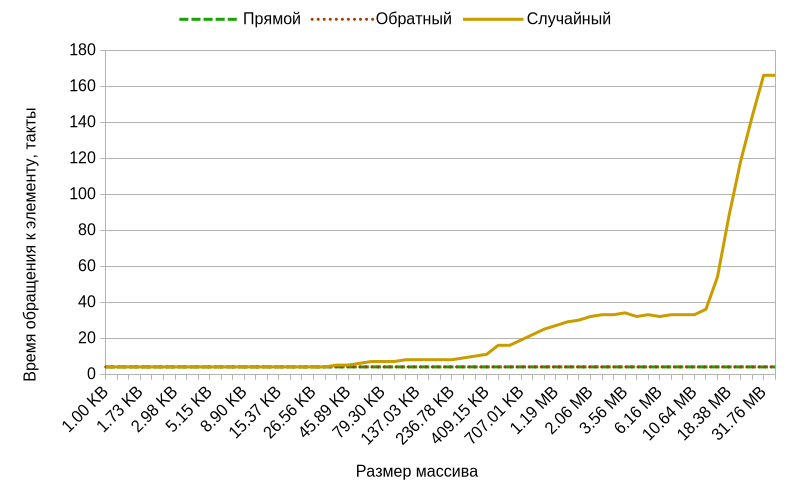 Прямой Обратный Случайный
180
160
140
120
100
80
60
40
20
0
Время обращения к элементу, такты
1.00 KB
1.73 KB
2.98 KB
5.15 KB
8.90 KB
15.37 KB
26.56 KB
45.89 KB
79.30 KB
137.03 KB
236.78 KB
409.15 KB
707.01 KB
1.19 MB
2.06 MB
3.56 MB
6.16 MB
10.64 MB
18.38 MB
31.76 MB
Размер массива